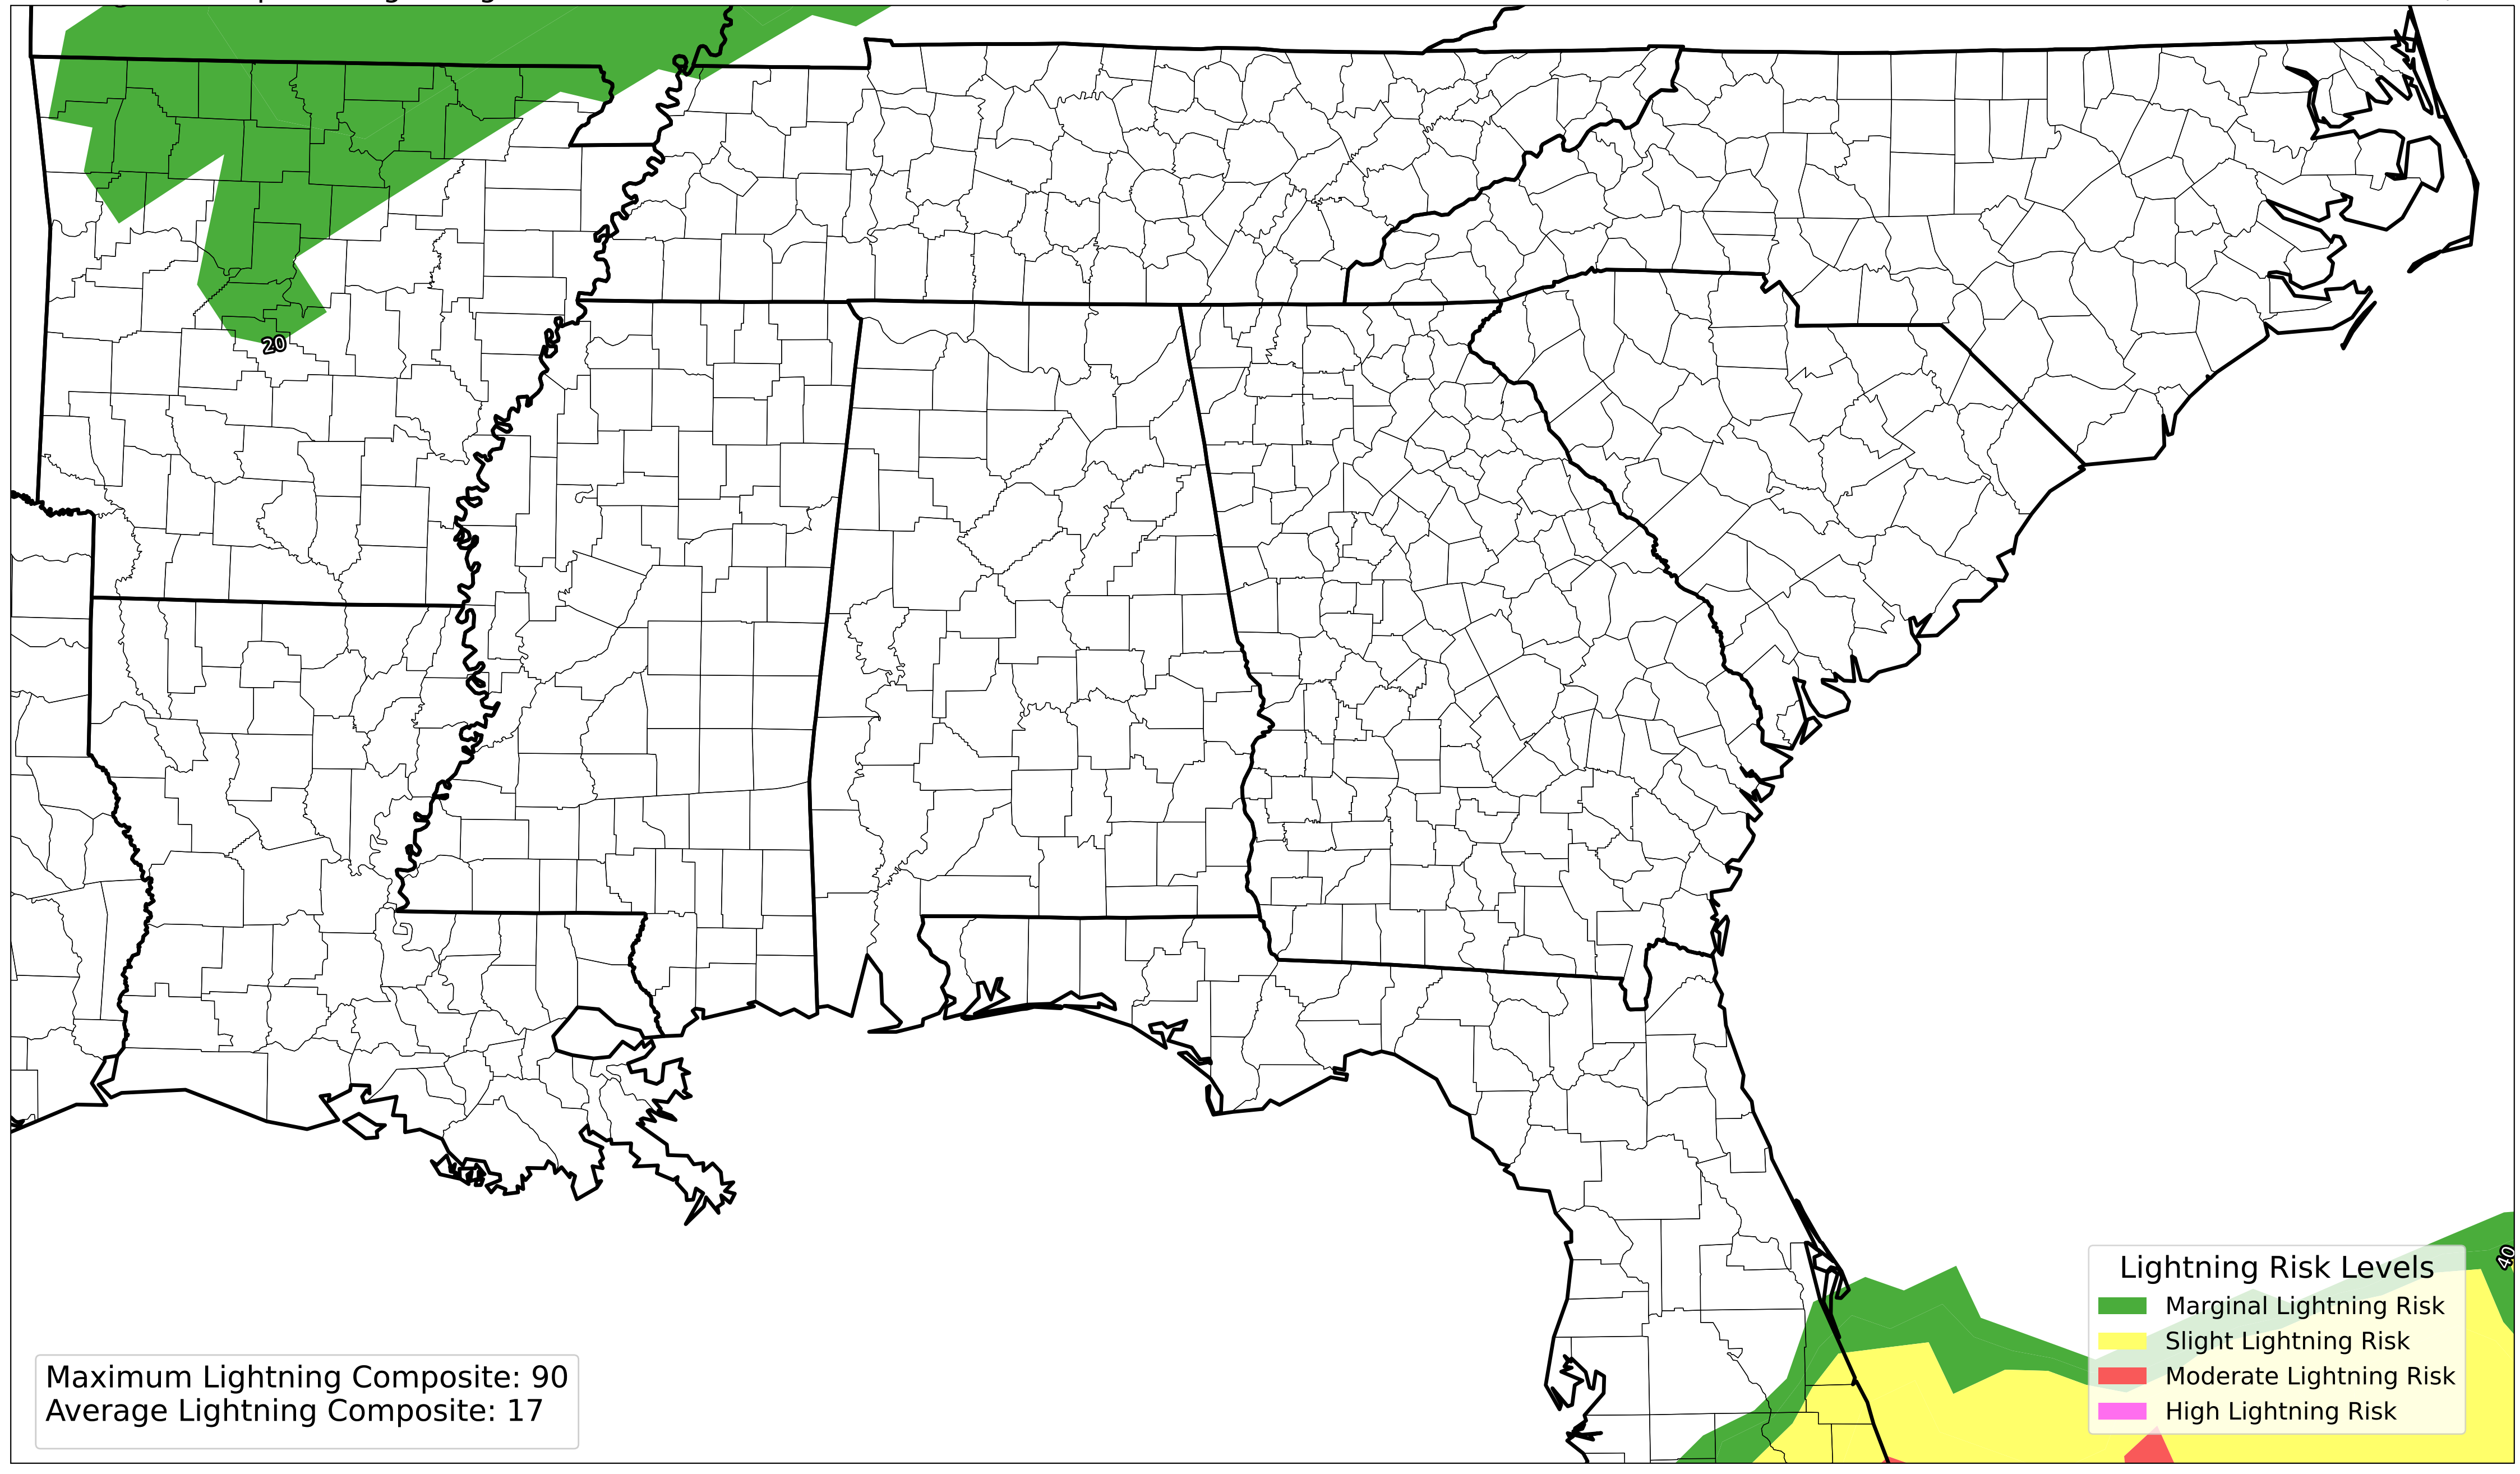 20
40
Lightning Risk Levels
Marginal Lightning Risk
Slight Lightning Risk
Moderate Lightning Risk
High Lightning Risk
Maximum Lightning Composite: 90
Average Lightning Composite: 17